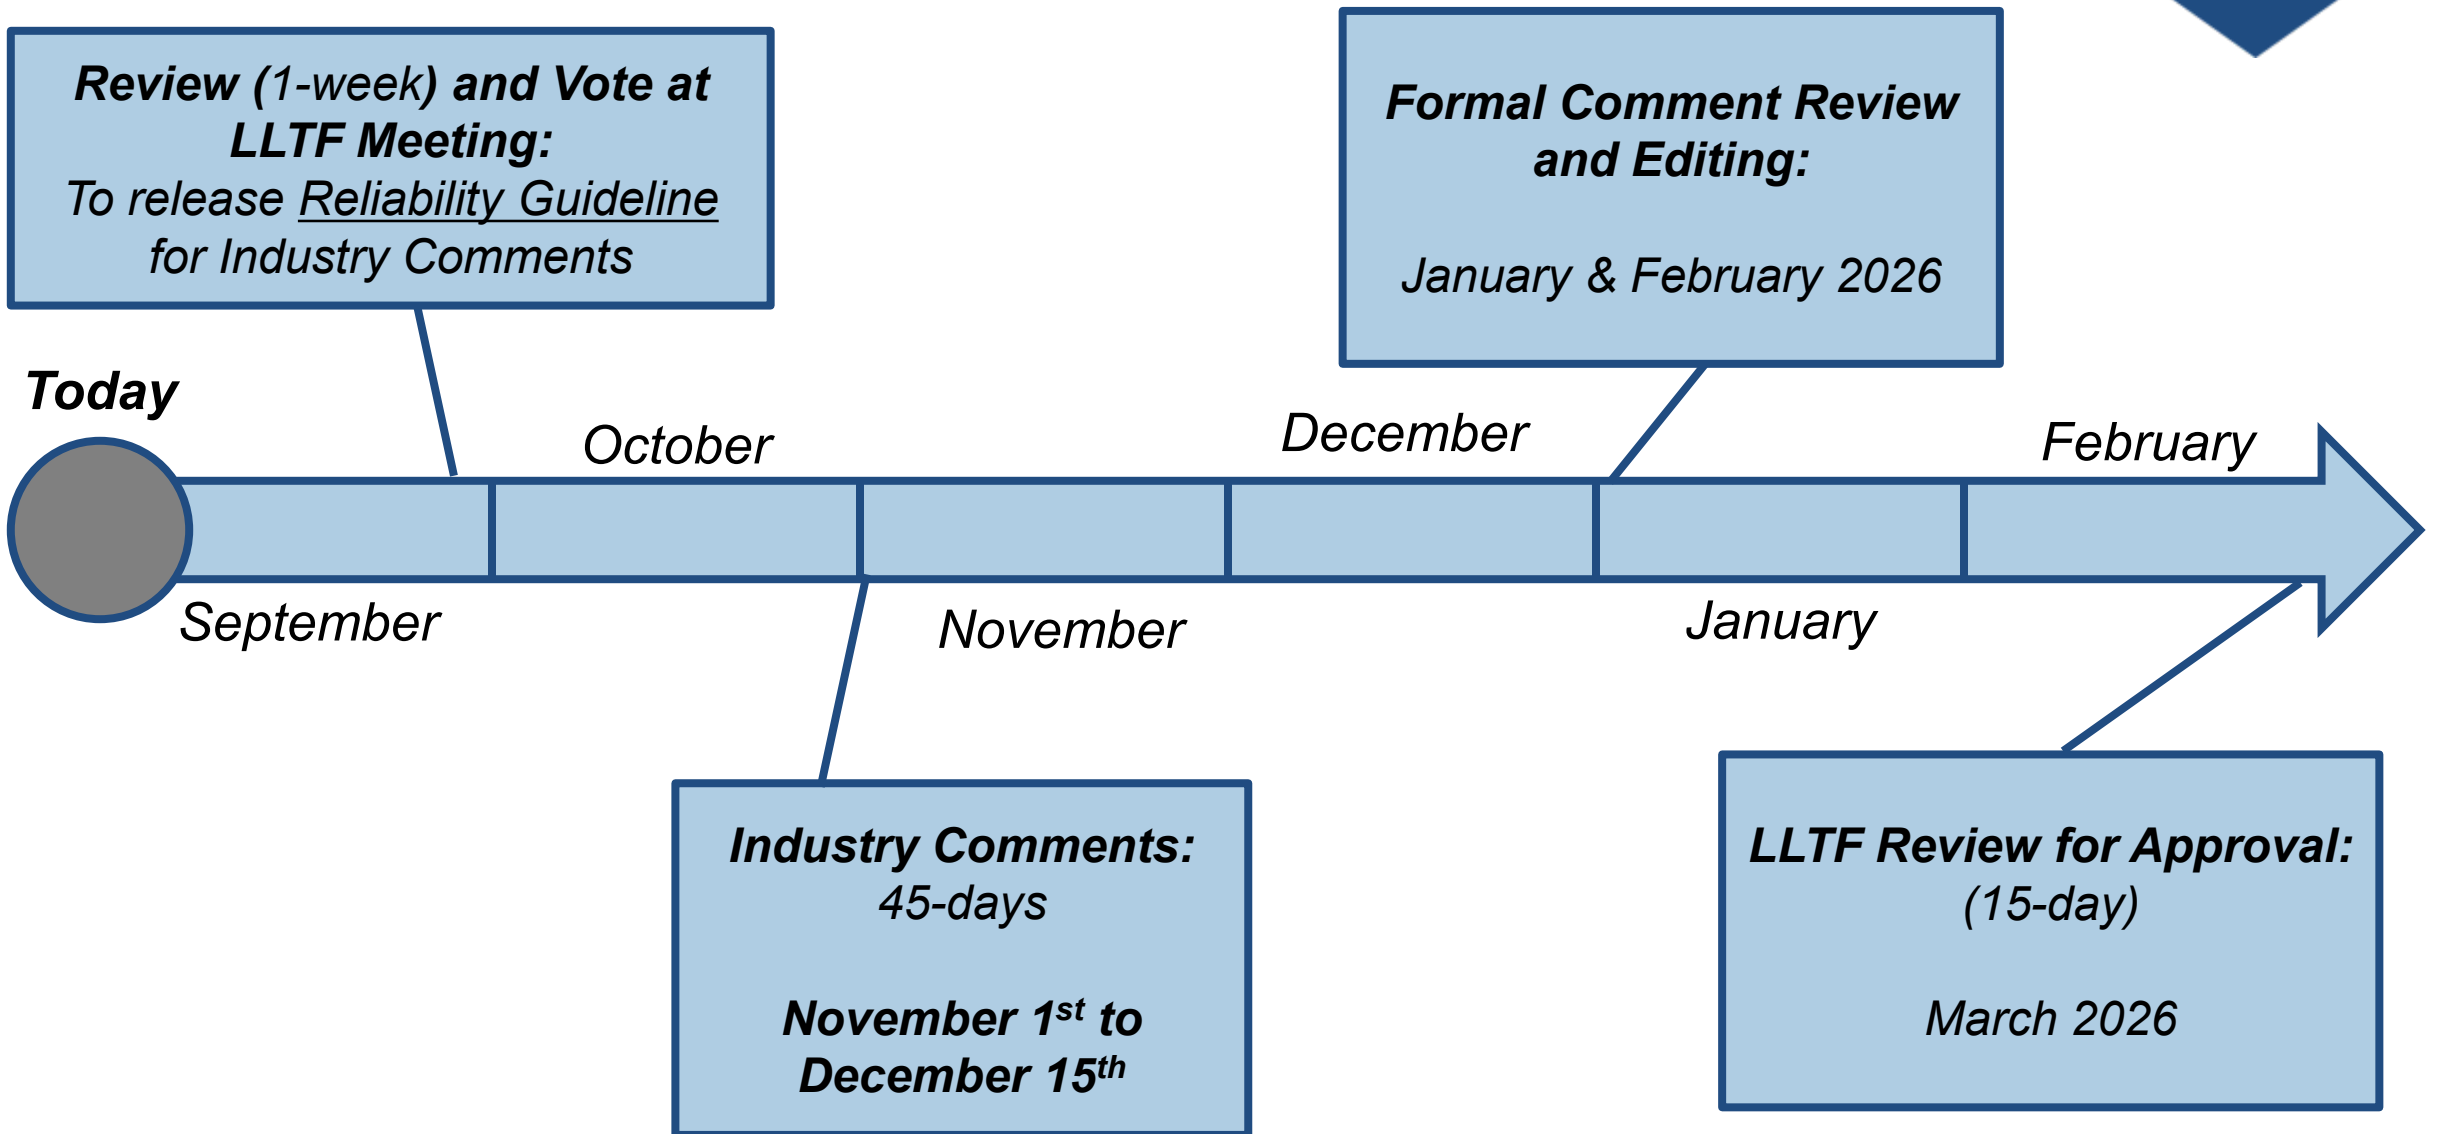 Review (1-week) and Vote at
LLTF Meeting:
To release Reliability Guideline
for Industry Comments
Formal Comment Review
and Editing:
January & February 2026
Today
October
December
February
September
November
January
Industry Comments:
45-days
November 1st to
December 15th
LLTF Review for Approval:
(15-day)
March 2026